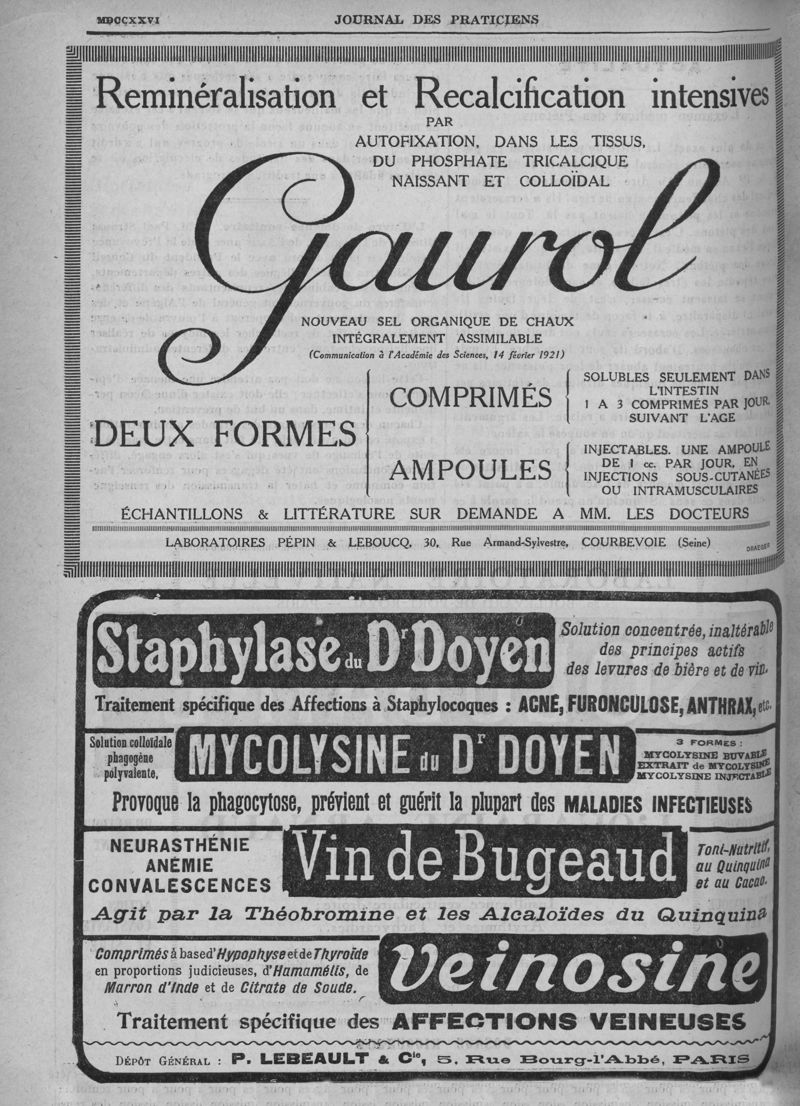 MDCCXXVI
JOURNAL DES PRATICIENS
Reminéralisation et Recalcification intensives
PAR
AUTOFIXATION, DANS LES TISSUS,
DU PHOSPHATE TRICALCIQUE
NAISSANT ET COLLOÏDAL
Gaurol
NOUVEAU SEL ORGANIQUE DE CHAUX
INTÉGRALEMENT ASSIMILABLE
(Communication à l'Académie des Sciences, 14 février 1921)
DEUX FORMES
COMPRIMÉS
SOLUBLES SEULEMENT DANS
L'INTESTIN
1 A 3 COMPRIMÉS PAR JOUR,
SUIVANT L'AGE
AMPOULES
INJECTABLES. UNE AMPOULE
DE 1 cc. PAR JOUR, EN
INJECTIONS SOUS-CUTANÉES
OU INTRAMUSCULAIRES
ÉCHANTILLONS & LITTÉRATURE SUR DEMANDE A MM. LES DOCTEURS
LABORATOIRES PÉPIN & LEBOUCQ, 30, Rue Armand-Sylvestre, COURBEVOIE (Seine)
DRAEGER
Staphylase du Dr Doyen
Solution concentrée, inaltérable
des principes actifs
des levures de bière et de vin.
Traitement spécifique des Affections à Staphylocoques : ACNÉ, FURONCULOSE, ANTHRAX, etc.
Solution colloïdale
phagogène
polyvalente,
MYCOLYSINE du Dr DOYEN
3 FORMES :
MYCOLYSINE BUVABLE
EXTRAIT de MYCOLYSINE
MYCOLYSINE INJECTABLE
Provoque la phagocytose, prévient et guérit la plupart des MALADIES INFECTIEUSES
NEURASTHÉNIE
ANÉMIE
CONVALESCENCES
Vin de Bugeaud
Toni-Nutritif,
au Quinquina
et au Cacao.
Agit par la Théobromine et les Alcaloïdes du Quinquina
Comprimés à base d'Hypophyse et de Thyroïde
en proportions judicieuses, d'Hamamélis, de
Marron d'Inde et de Citrate de Soude.
Veinosine
Traitement spécifique des AFFECTIONS VEINEUSES
DÉPÔT GÉNÉRAL : P. LEBEAULT & Cie, 5, Rue Bourg-l'Abbé, PARIS